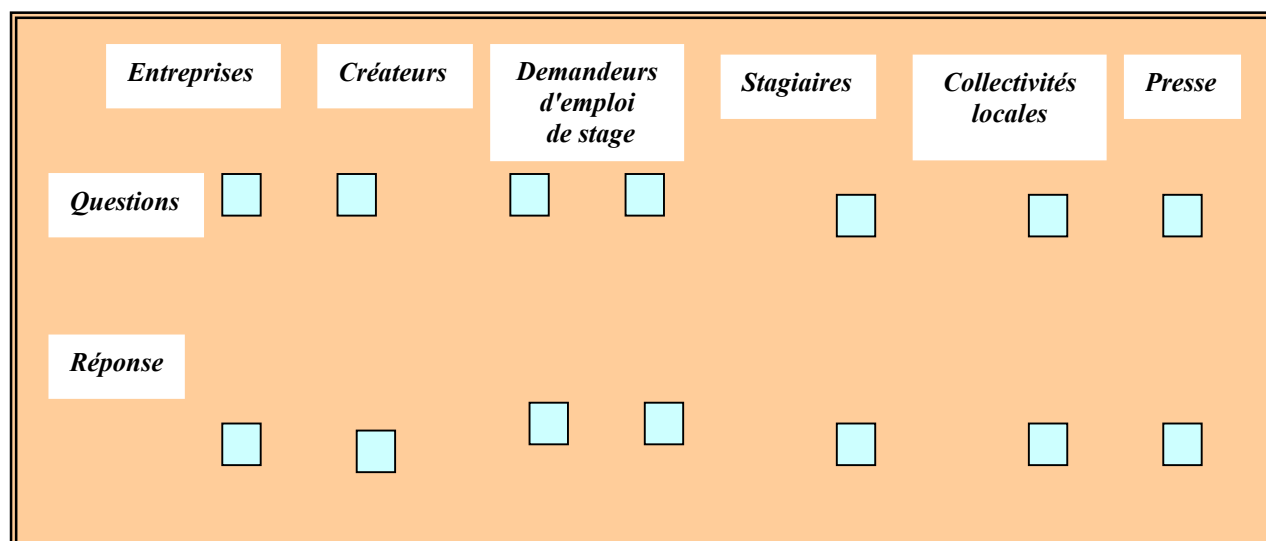 Entreprises
Créateurs
Demandeurs
d'emploi
de stage
Stagiaires
Collectivités
locales
Presse
Questions
Réponse